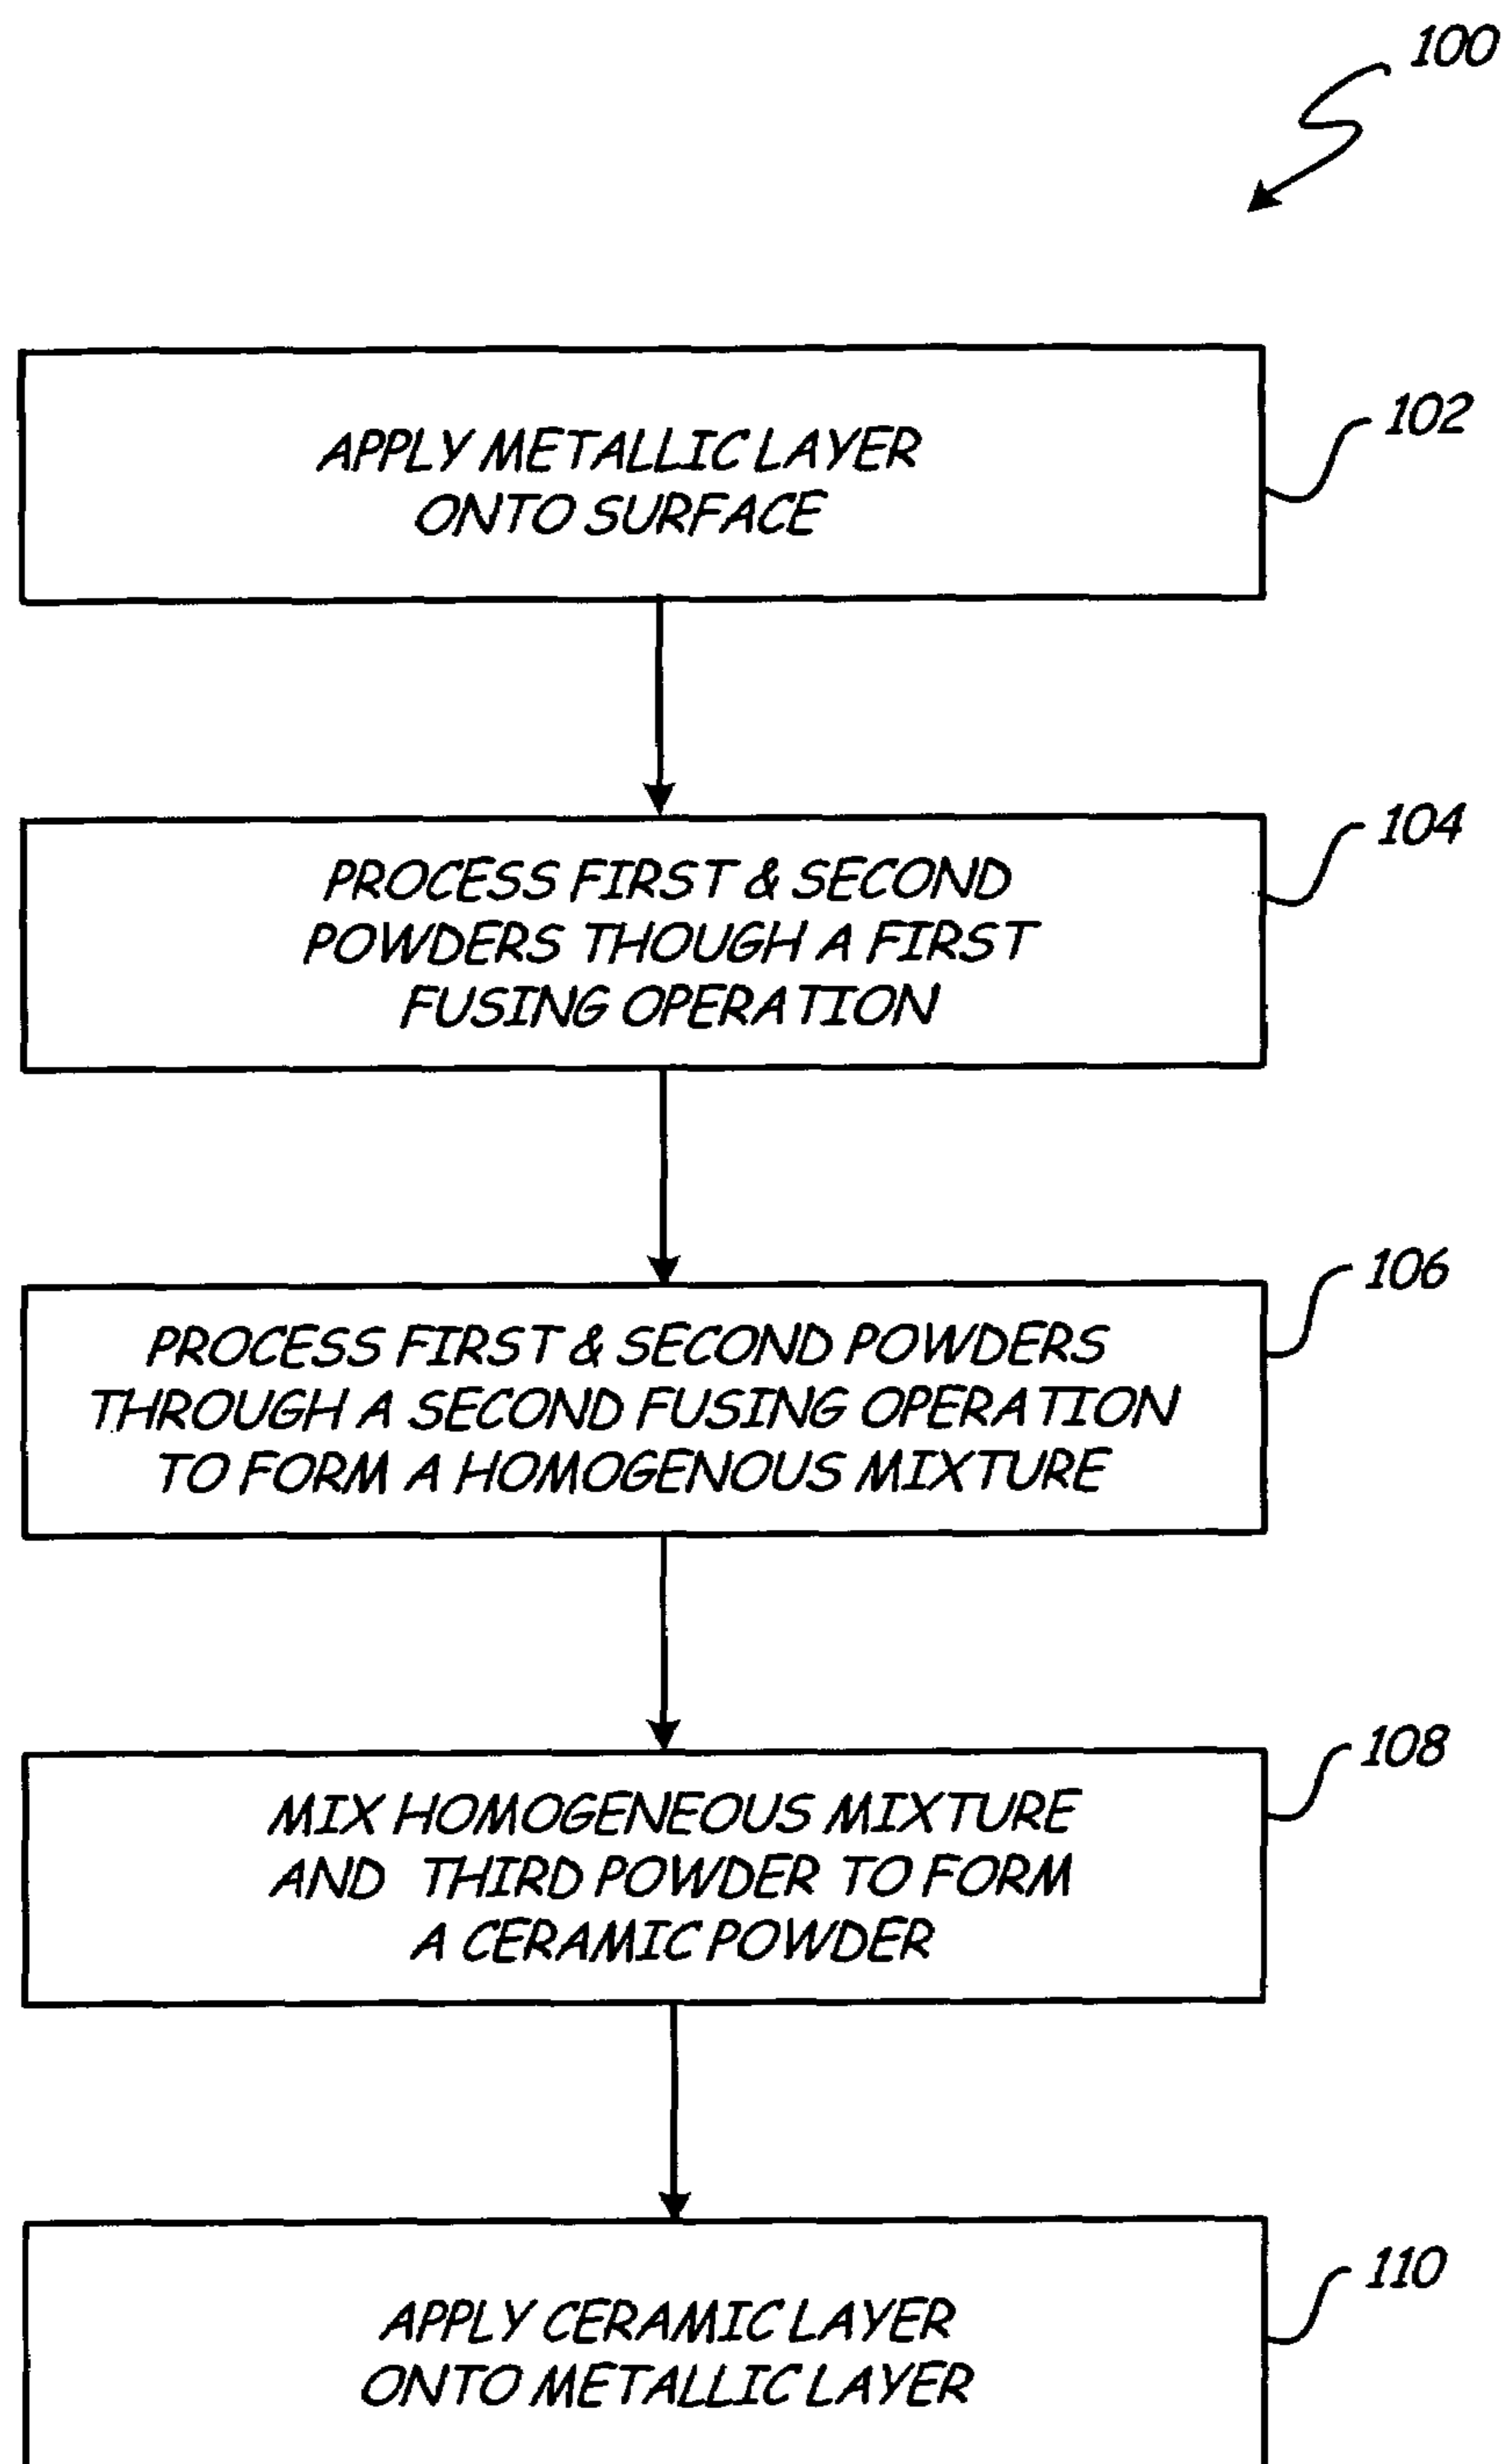 100
APPLY METALLIC LAYER
ONTO SURFACE
102
PROCESS FIRST & SECOND
POWDERS THOUGH A FIRST
FUSING OPERATION
104
PROCESS FIRST & SECOND POWDERS
THROUGH A SECOND FUSING OPERATION
TO FORM A HOMOGENOUS MIXTURE
106
MIX HOMOGENEOUS MIXTURE
AND THIRD POWDER TO FORM
A CERAMIC POWDER
108
APPLY CERAMIC LAYER
ONTO METALLIC LAYER
110